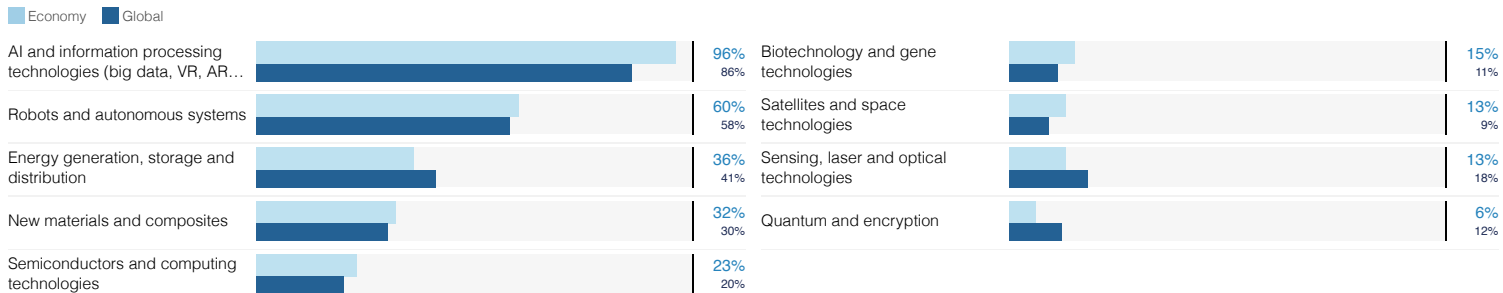 Economy Global
AI and information processing
technologies (big data, VR, AR...
96%
86%
Robots and autonomous systems
60%
58%
Energy generation, storage and
distribution
36%
41%
New materials and composites
32%
30%
Semiconductors and computing
technologies
23%
20%
Biotechnology and gene
technologies
15%
11%
Satellites and space
technologies
13%
9%
Sensing, laser and optical
technologies
13%
18%
Quantum and encryption
6%
12%